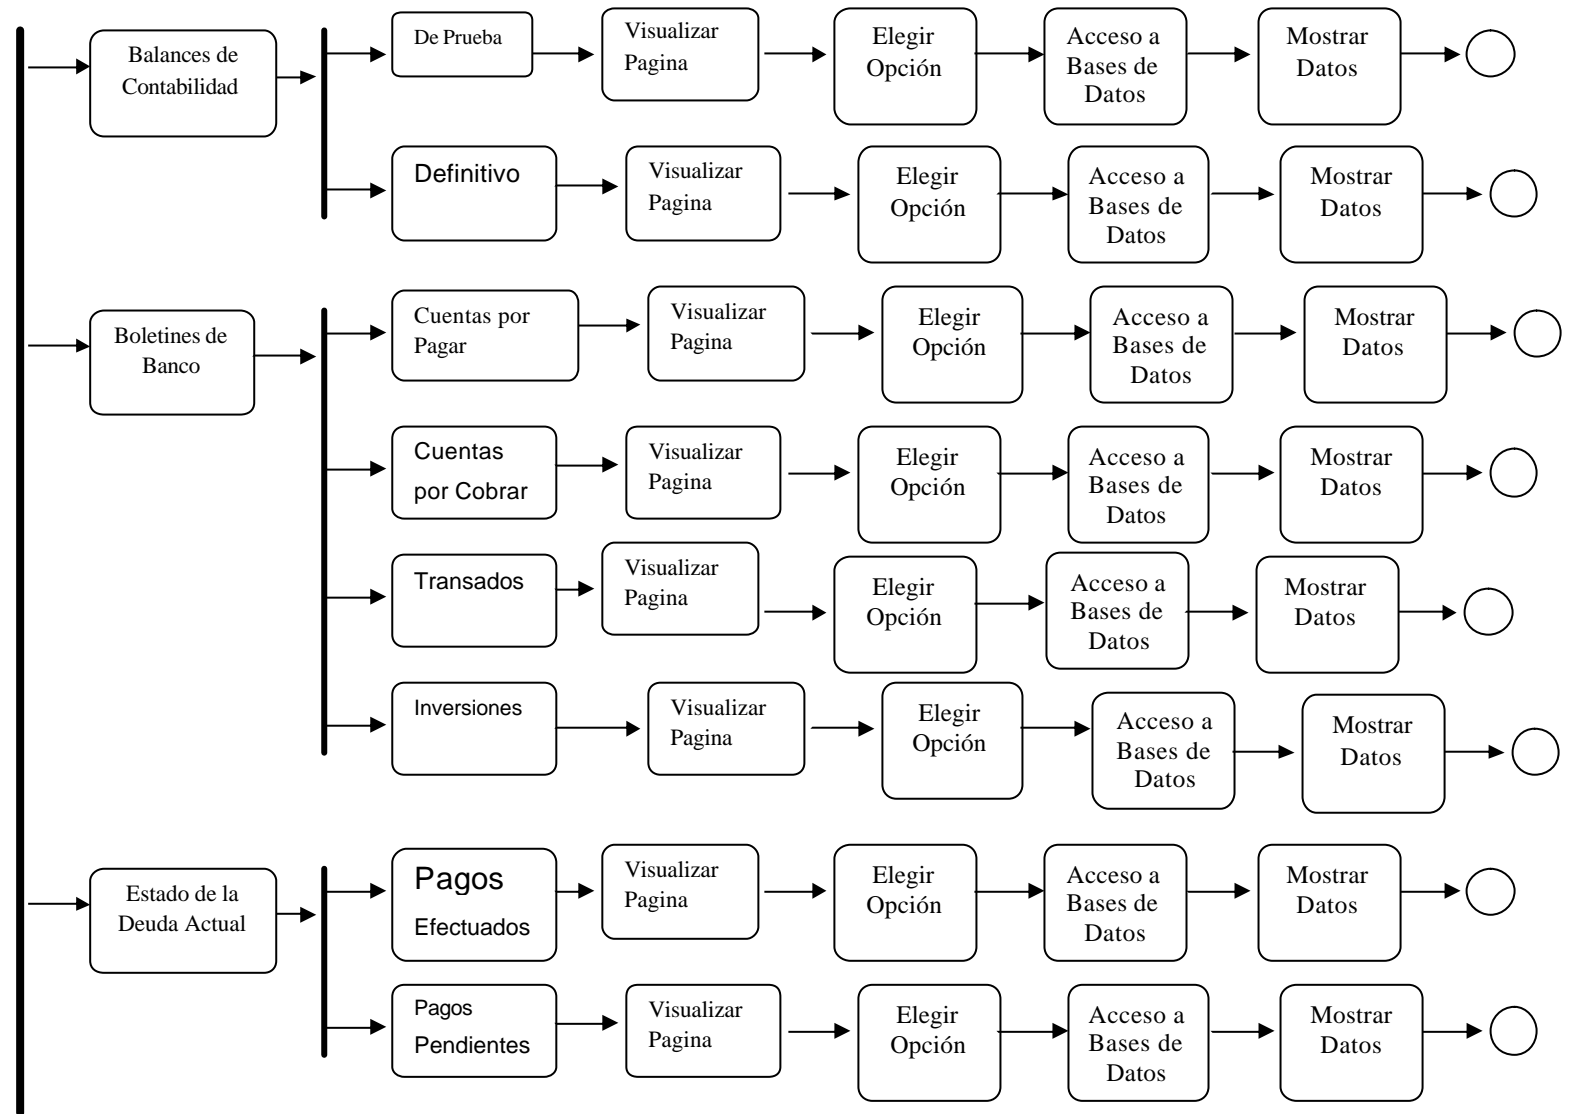 Balances de
Contabilidad
De Prueba
Visualizar
Pagina
Elegir
Opción
Acceso a
Bases de
Datos
Mostrar
Datos
Definitivo
Visualizar
Pagina
Elegir
Opción
Acceso a
Bases de
Datos
Mostrar
Datos
Boletines de
Banco
Cuentas por
Pagar
Visualizar
Pagina
Elegir
Opción
Acceso a
Bases de
Datos
Mostrar
Datos
Cuentas
por Cobrar
Visualizar
Pagina
Elegir
Opción
Acceso a
Bases de
Datos
Mostrar
Datos
Transados
Visualizar
Pagina
Elegir
Opción
Acceso a
Bases de
Datos
Mostrar
Datos
Inversiones
Visualizar
Pagina
Elegir
Opción
Acceso a
Bases de
Datos
Mostrar
Datos
Estado de la
Deuda Actual
Pagos
Efectuados
Visualizar
Pagina
Elegir
Opción
Acceso a
Bases de
Datos
Mostrar
Datos
Pagos
Pendientes
Visualizar
Pagina
Elegir
Opción
Acceso a
Bases de
Datos
Mostrar
Datos